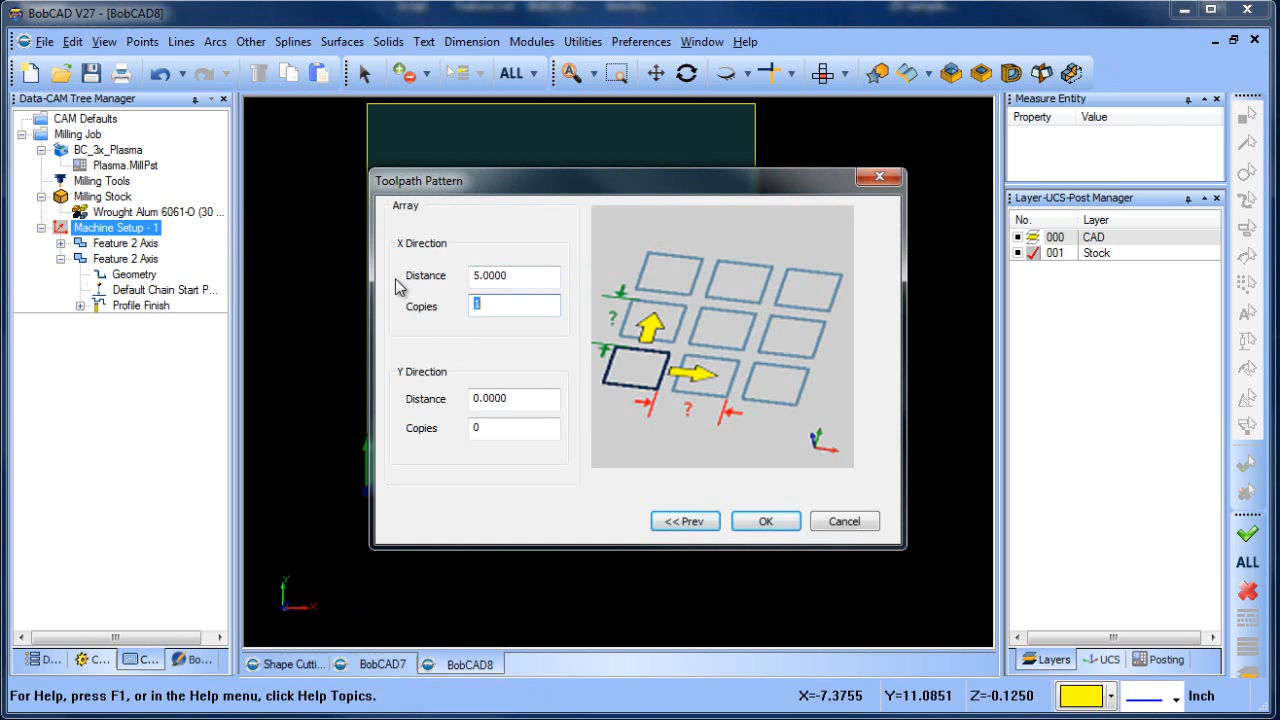 BobCAD V27 - [BobCAD8]
File Edit View Points Lines Arcs Other Splines Surfaces Solids Text Dimension Modules Utilities Preferences Window Help
ALL
Data-CAM Tree Manager
CAM Defaults
Milling Job
BC_3x_Plasma
Plasma.MillPst
Milling Tools
Milling Stock
Wrought Alum 6061-O (30 ...
Machine Setup - 1
Feature 2 Axis
Feature 2 Axis
Geometry
Default Chain Start P...
Profile Finish
D... C... C... Bo...
Toolpath Pattern
Array
X Direction
Distance 5.0000
Copies 1
Y Direction
Distance 0.0000
Copies 0
?
?
<< Prev OK Cancel
Y
X
Shape Cutti... BobCAD7 BobCAD8
Measure Entity
Property Value
Layer-UCS-Post Manager
No. Layer
000 CAD
001 Stock
Layers UCS Posting
ALL
For Help, press F1, or in the Help menu, click Help Topics. X=-7.3755 Y=11.0851 Z=-0.1250 Inch